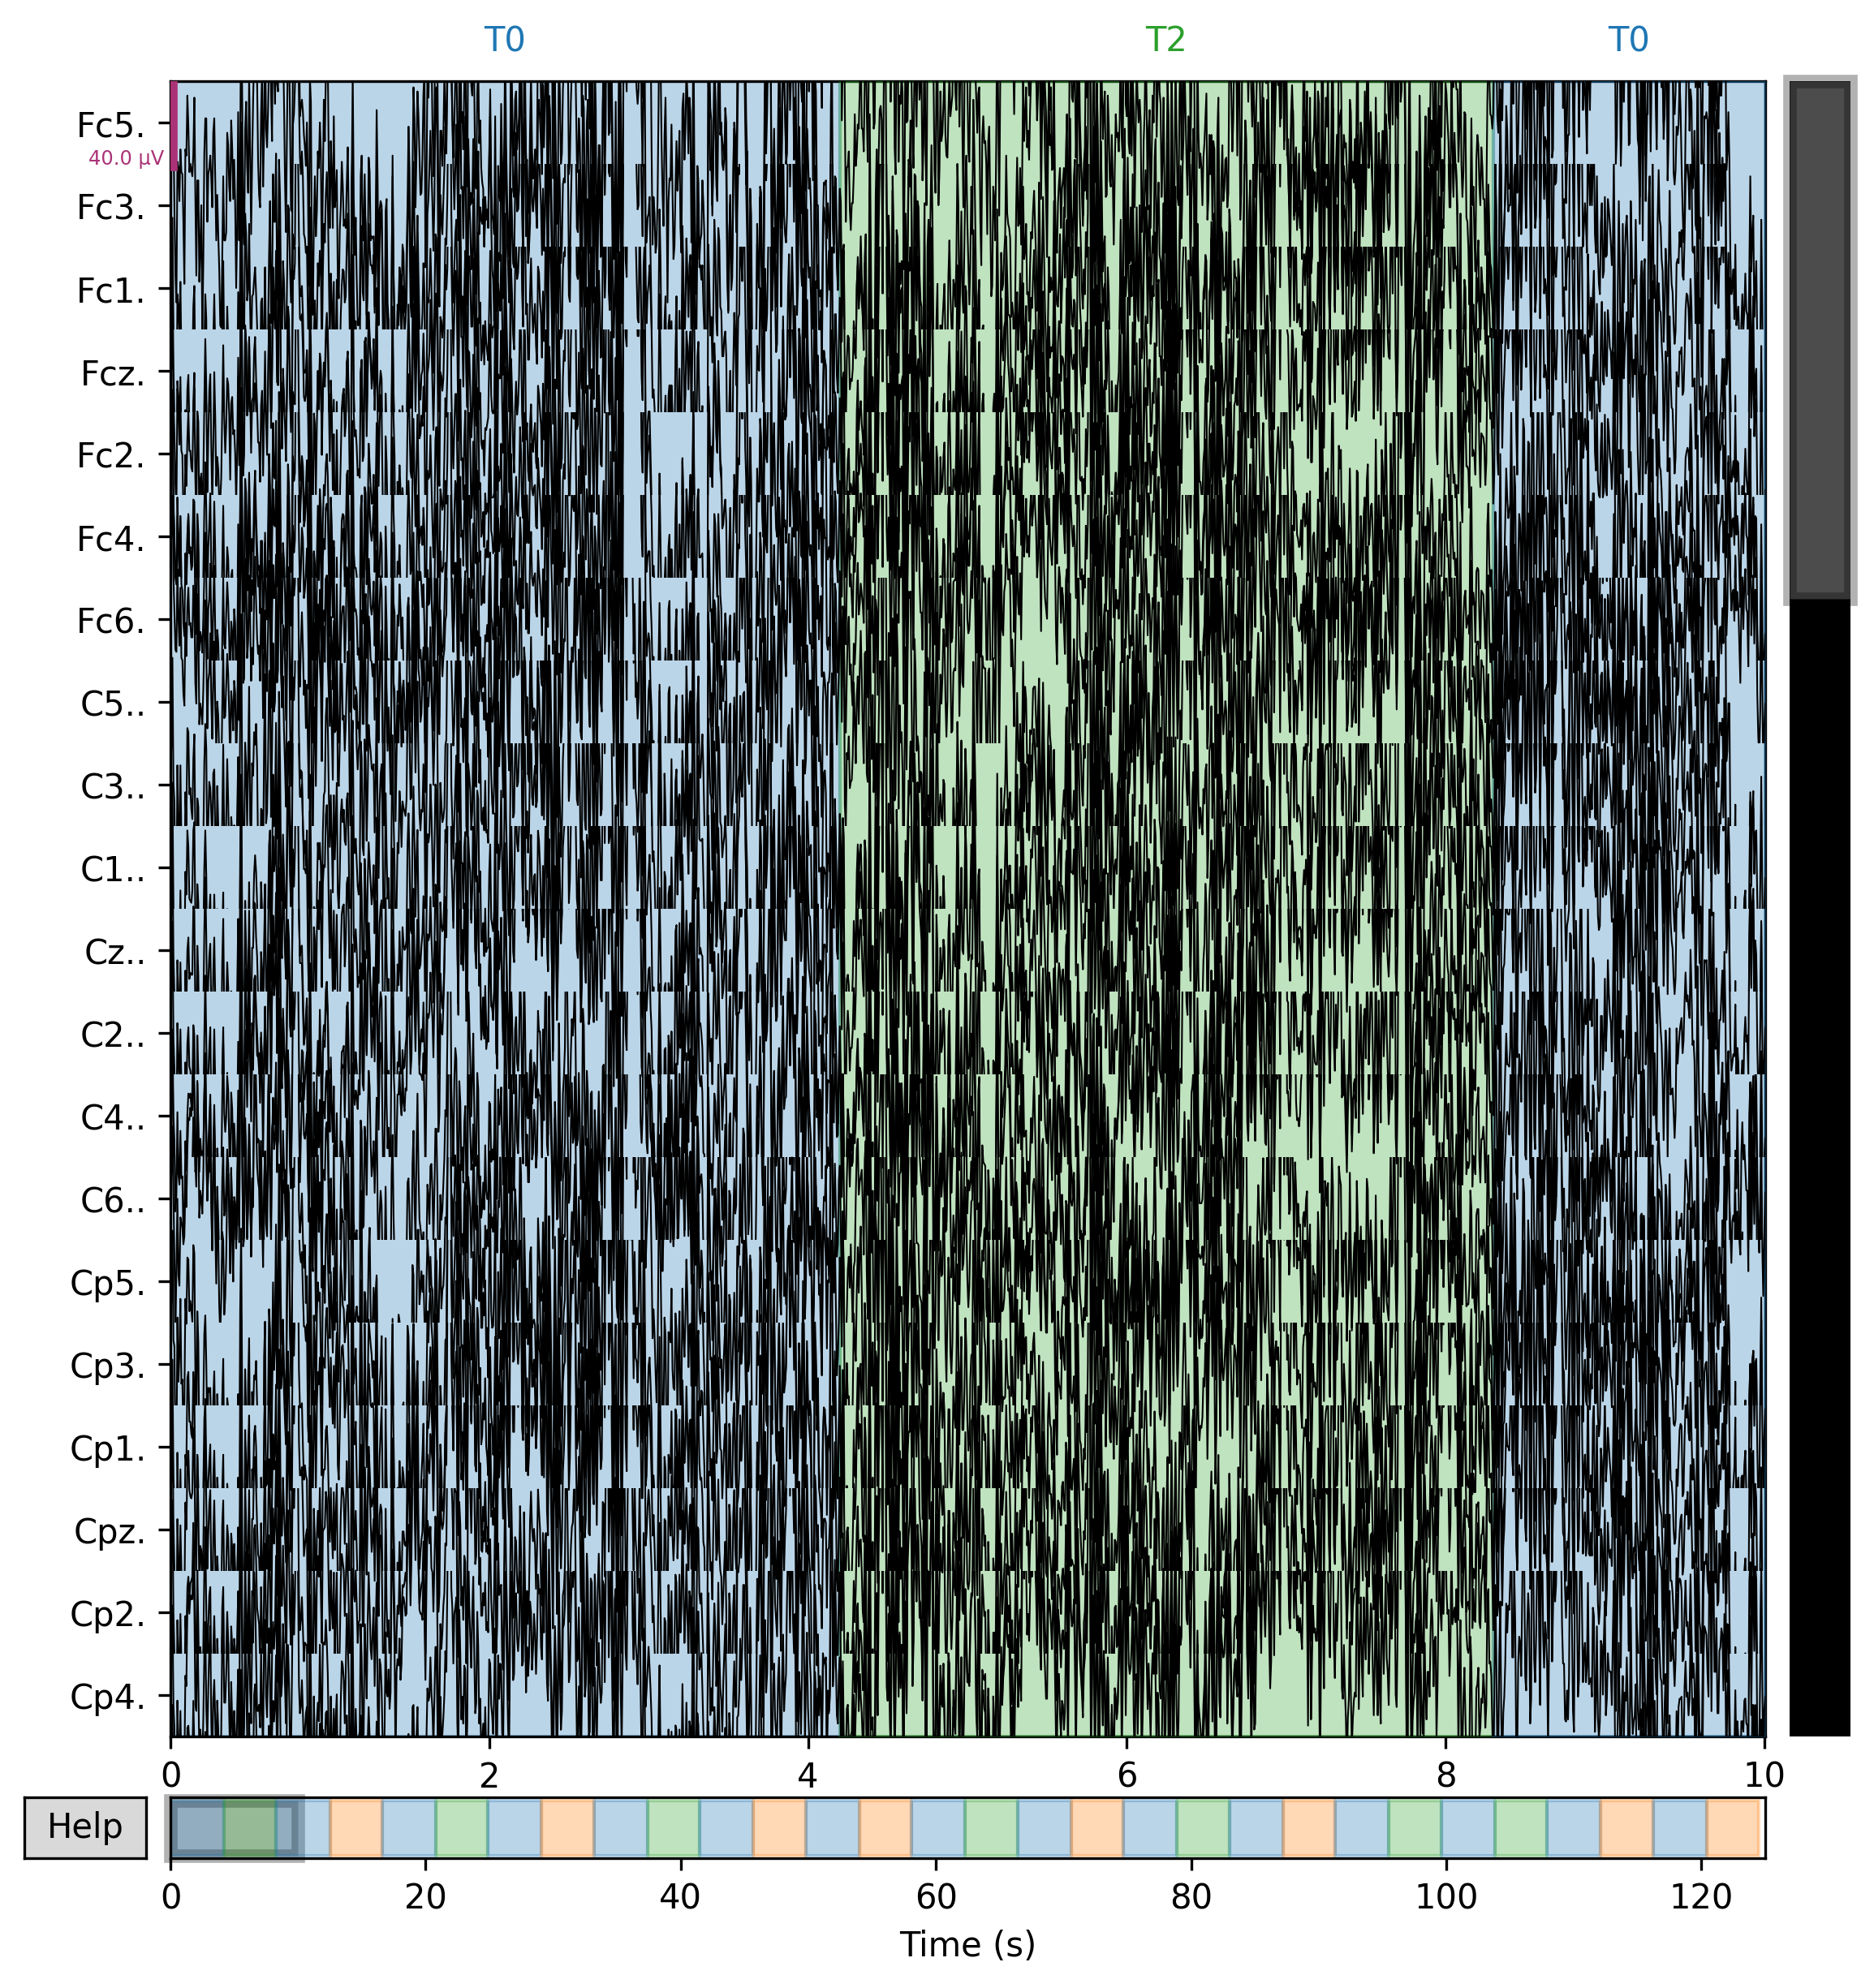 T0 T2 T0
Fc5.
40.0 µV
Fc3.
Fc1.
Fcz.
Fc2.
Fc4.
Fc6.
C5..
C3..
C1..
Cz..
C2..
C4..
C6..
Cp5.
Cp3.
Cp1.
Cpz.
Cp2.
Cp4.
0 2 4 6 8 10
Help
0 20 40 60 80 100 120
Time (s)